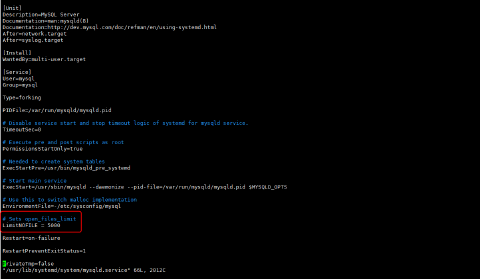 [Unit]
Description=MySQL Server
Documentation=man:mysqld(8)
Documentation=http://dev.mysql.com/doc/refman/en/using-systemd.html
After=network.target
After=syslog.target
[Install]
WantedBy=multi-user.target
[Service]
User=mysql
Group=mysql
Type=forking
PIDFile=/var/run/mysqld/mysqld.pid
# Disable service start and stop timeout logic of systemd for mysqld service.
TimeoutSec=0
# Execute pre and post scripts as root
PermissionsStartOnly=true
# Needed to create system tables
ExecStartPre=/usr/bin/mysqld_pre_systemd
# Start main service
ExecStart=/usr/sbin/mysqld --daemonize --pid-file=/var/run/mysqld/mysqld.pid $MYSQLD_OPTS
# Use this to switch malloc implementation
EnvironmentFile=-/etc/sysconfig/mysql
# Sets open_files_limit
LimitNOFILE = 5000
Restart=on-failure
RestartPreventExitStatus=1
PrivateTmp=false
"/usr/lib/systemd/system/mysqld.service" 66L, 2012C